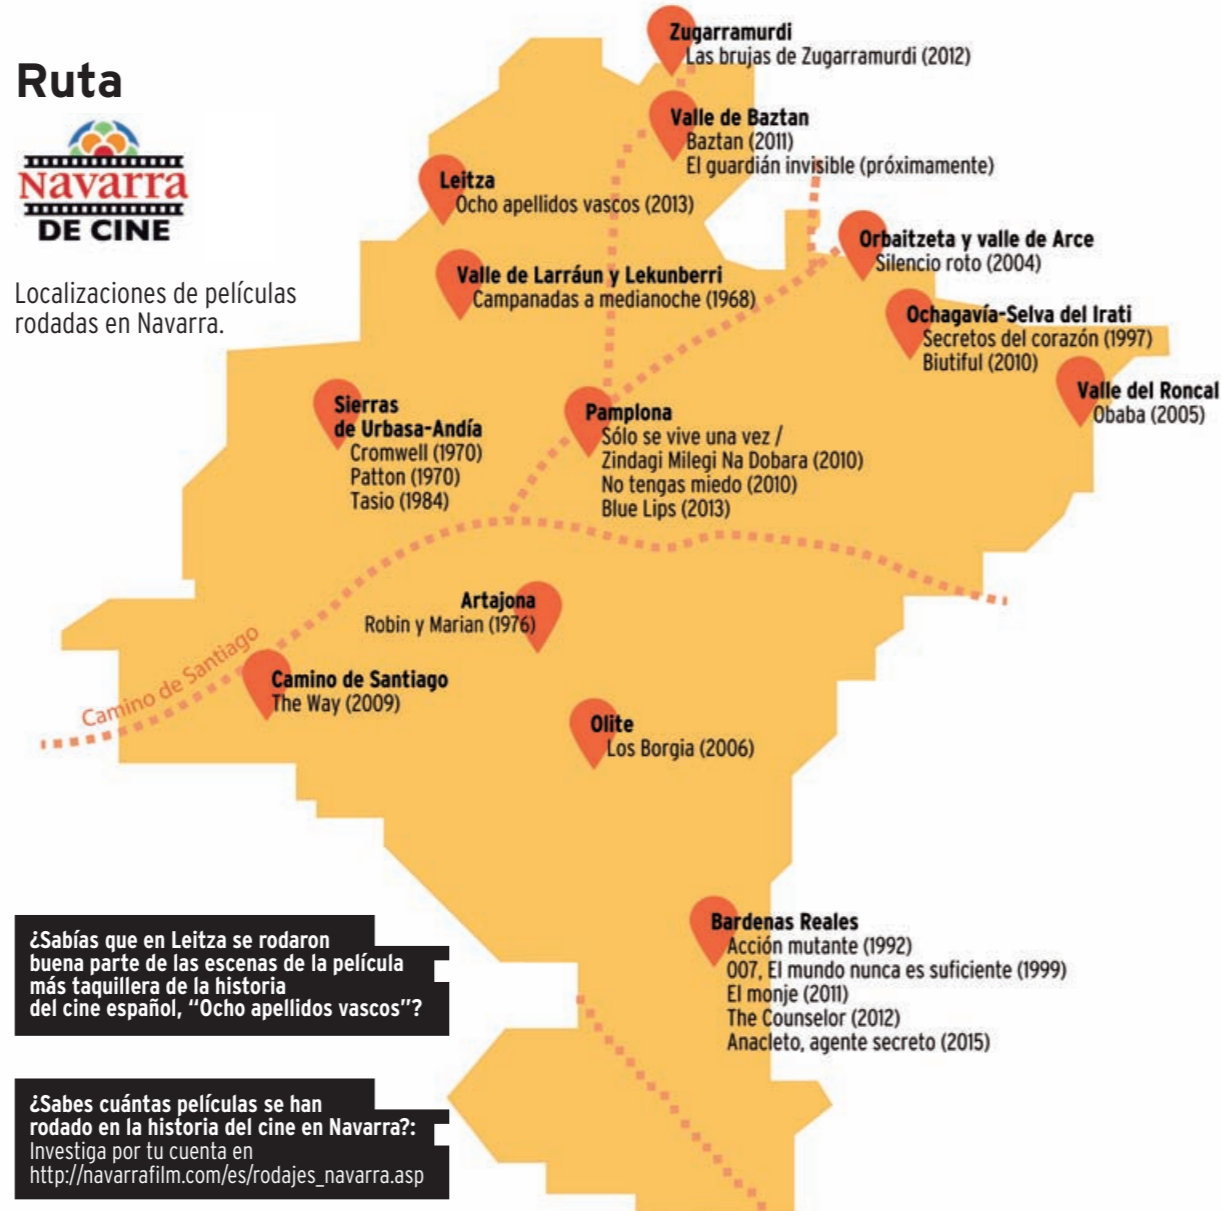 Ruta
Navarra
DE CINE
Localizaciones de películas
rodadas en Navarra.
Zugarramurdi
Las brujas de Zugarramurdi (2012)
Valle de Baztan
Baztan (2011)
El guardián invisible (próximamente)
Leitza
Ocho apellidos vascos (2013)
Orbaitzeta y valle de Arce
Silencio roto (2004)
Valle de Larráun y Lekunberri
Campanadas a medianoche (1968)
Ochagavía-Selva del Irati
Secretos del corazón (1997)
Biutiful (2010)
Valle del Roncal
Obaba (2005)
Sierras
de Urbasa-Andía
Cromwell (1970)
Patton (1970)
Tasio (1984)
Pamplona
Sólo se vive una vez /
Zindagi Milegi Na Dobara (2010)
No tengas miedo (2010)
Blue Lips (2013)
Artajona
Robin y Marian (1976)
Camino de Santiago
Camino de Santiago
The Way (2009)
Olite
Los Borgia (2006)
Bardenas Reales
Acción mutante (1992)
007, El mundo nunca es suficiente (1999)
El monje (2011)
The Counselor (2012)
Anacleto, agente secreto (2015)
¿Sabías que en Leitza se rodaron
buena parte de las escenas de la película
más taquillera de la historia
del cine español, “Ocho apellidos vascos”?
¿Sabes cuántas películas se han
rodado en la historia del cine en Navarra?:
Investiga por tu cuenta en
http://navarrafilm.com/es/rodajes_navarra.asp